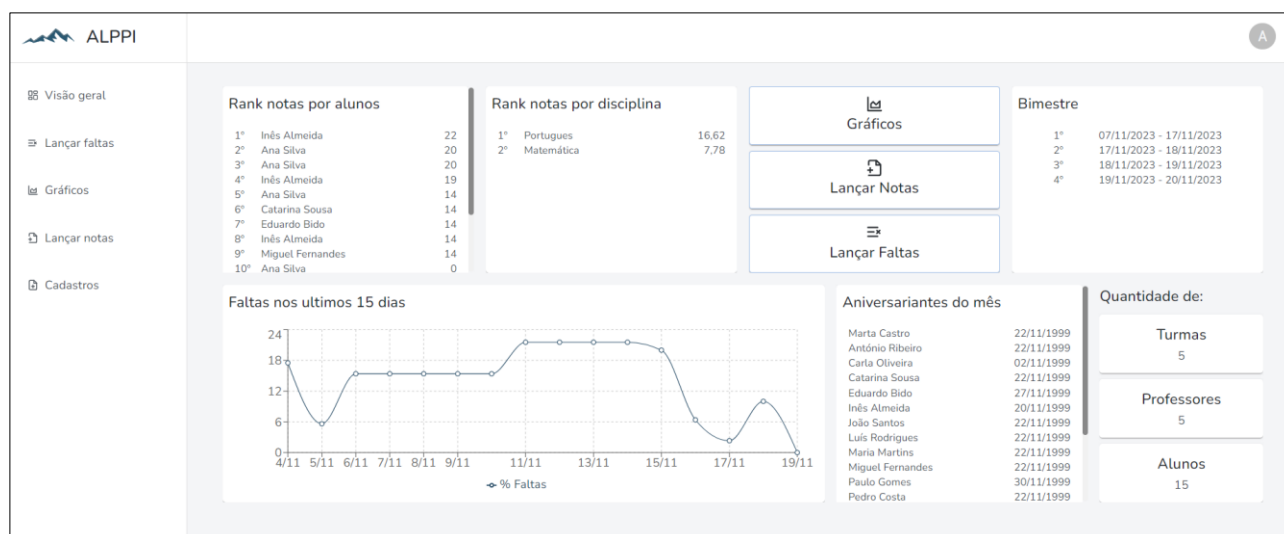 ALPPI
A
Visão geral
Lançar faltas
Gráficos
Lançar notas
Cadastros
Rank notas por alunos
1° Inês Almeida 22
2° Ana Silva 20
3° Ana Silva 20
4° Inês Almeida 19
5° Ana Silva 14
6° Catarina Sousa 14
7° Eduardo Bido 14
8° Inês Almeida 14
9° Miguel Fernandes 14
10° Ana Silva 0
Rank notas por disciplina
1° Portugues 16,62
2° Matemática 7,78
Gráficos
Lançar Notas
Lançar Faltas
Bimestre
1° 07/11/2023 - 17/11/2023
2° 17/11/2023 - 18/11/2023
3° 18/11/2023 - 19/11/2023
4° 19/11/2023 - 20/11/2023
Faltas nos ultimos 15 dias
24
18
12
6
0
4/11 5/11 6/11 7/11 8/11 9/11 11/11 13/11 15/11 17/11 19/11
% Faltas
Aniversariantes do mês
Marta Castro 22/11/1999
António Ribeiro 22/11/1999
Carla Oliveira 02/11/1999
Catarina Sousa 22/11/1999
Eduardo Bido 27/11/1999
Inês Almeida 20/11/1999
João Santos 22/11/1999
Luís Rodrigues 22/11/1999
Maria Martins 22/11/1999
Miguel Fernandes 22/11/1999
Paulo Gomes 30/11/1999
Pedro Costa 22/11/1999
Quantidade de:
Turmas
5
Professores
5
Alunos
15